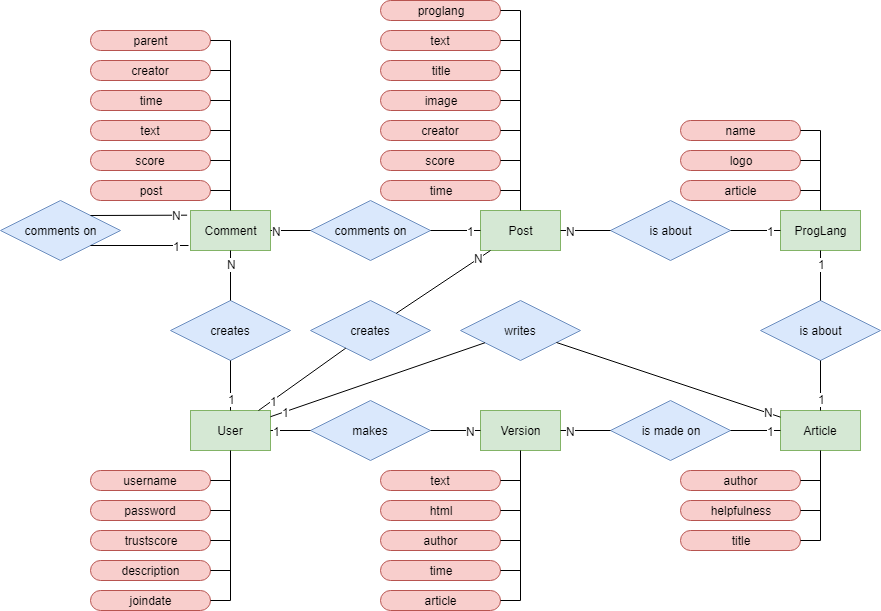 proglang
parent
text
creator
title
time
image
text
creator
name
score
score
logo
post
time
article
comments on
N
1
Comment
N
comments on
1
Post
N
is about
1
ProgLang
N
N
1
creates
creates
writes
is about
1
1
1
N
1
User
1
makes
N
Version
N
is made on
1
Article
username
text
author
password
html
helpfulness
trustscore
author
title
description
time
joindate
article